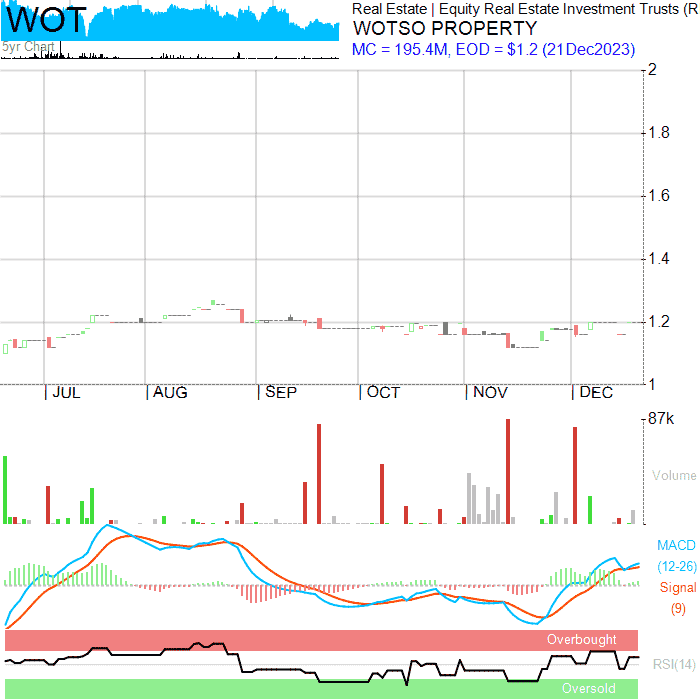 WOT
5yr Chart
Real Estate | Equity Real Estate Investment Trusts (R
WOTSO PROPERTY
MC = 195.4M, EOD = $1.2 (21Dec2023)
2
1.8
1.6
1.4
1.2
1
JUL AUG SEP OCT NOV DEC
87k
Volume
MACD
(12-26)
Signal
(9)
Overbought
RSI(14)
Oversold